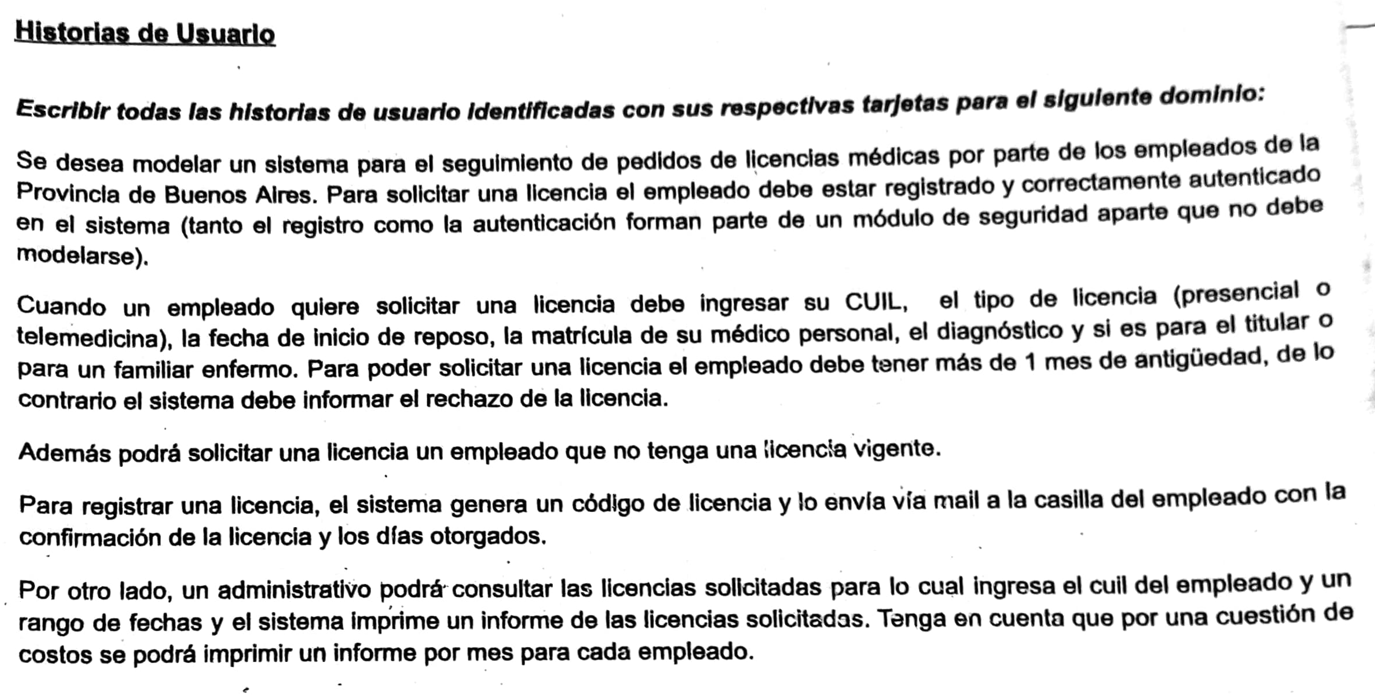 Historias de Usuario
Escribir todas las historias de usuario identificadas con sus respectivas tarjetas para el siguiente dominio:
Se desea modelar un sistema para el seguimiento de pedidos de licencias médicas por parte de los empleados de la
Provincia de Buenos Aires. Para solicitar una licencia el empleado debe estar registrado y correctamente autenticado
en el sistema (tanto el registro como la autenticación forman parte de un módulo de seguridad aparte que no debe
modelarse).
Cuando un empleado quiere solicitar una licencia debe ingresar su CUIL, el tipo de licencia (presencial o
telemedicina), la fecha de inicio de reposo, la matrícula de su médico personal, el diagnóstico y si es para el titular o
para un familiar enfermo. Para poder solicitar una licencia el empleado debe tener más de 1 mes de antigüedad, de lo
contrario el sistema debe informar el rechazo de la licencia.
Además podrá solicitar una licencia un empleado que no tenga una licencia vigente.
Para registrar una licencia, el sistema genera un código de licencia y lo envía vía mail a la casilla del empleado con la
confirmación de la licencia y los días otorgados.
Por otro lado, un administrativo podrá consultar las licencias solicitadas para lo cual ingresa el cuil del empleado y un
rango de fechas y el sistema imprime un informe de las licencias solicitadas. Tenga en cuenta que por una cuestión de
costos se podrá imprimir un informe por mes para cada empleado.